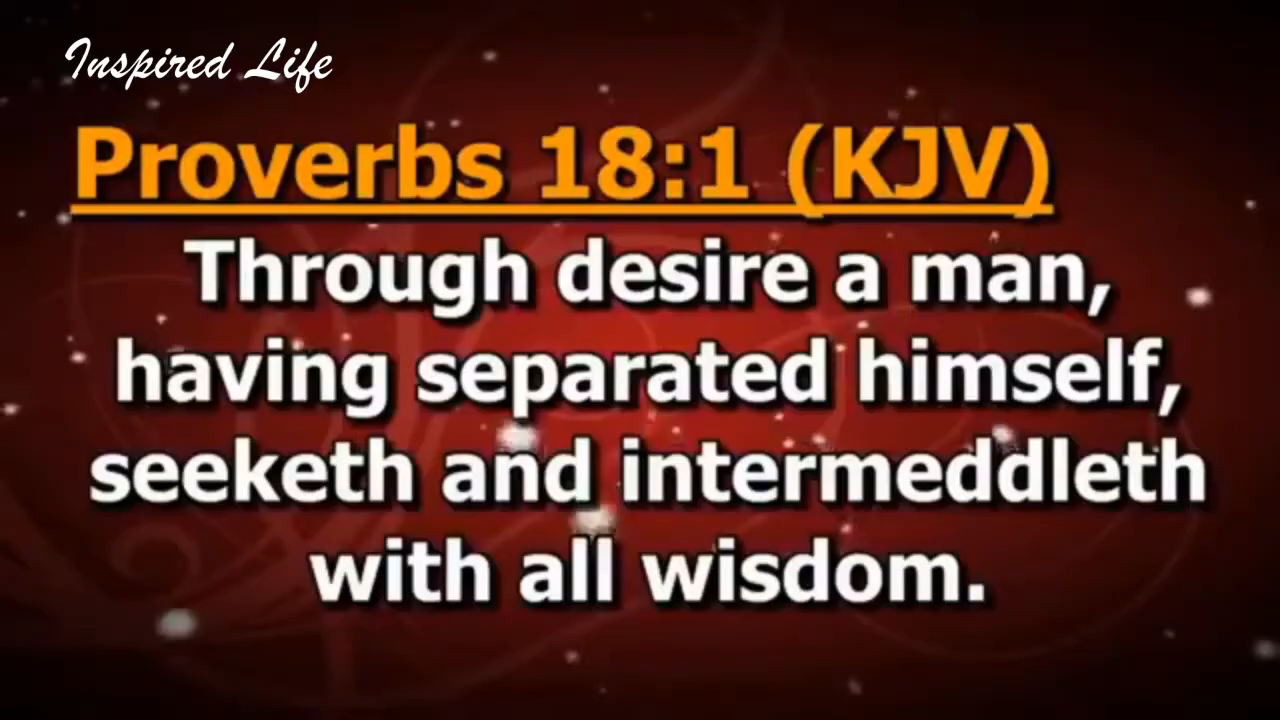 Inspired Life
Proverbs 18:1 (KJV)
Through desire a man,
having separated himself,
seeketh and intermeddleth
with all wisdom.